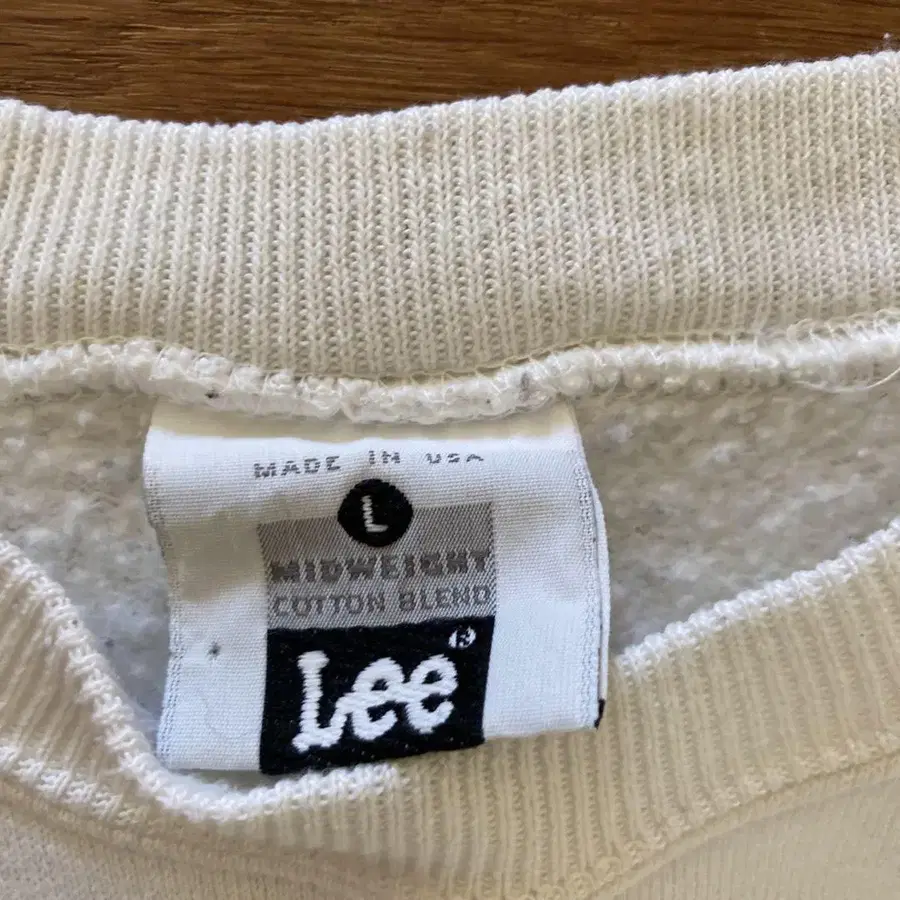 MADE IN USA
L
MIDWEIGHT
COTTON BLEND
Lee®